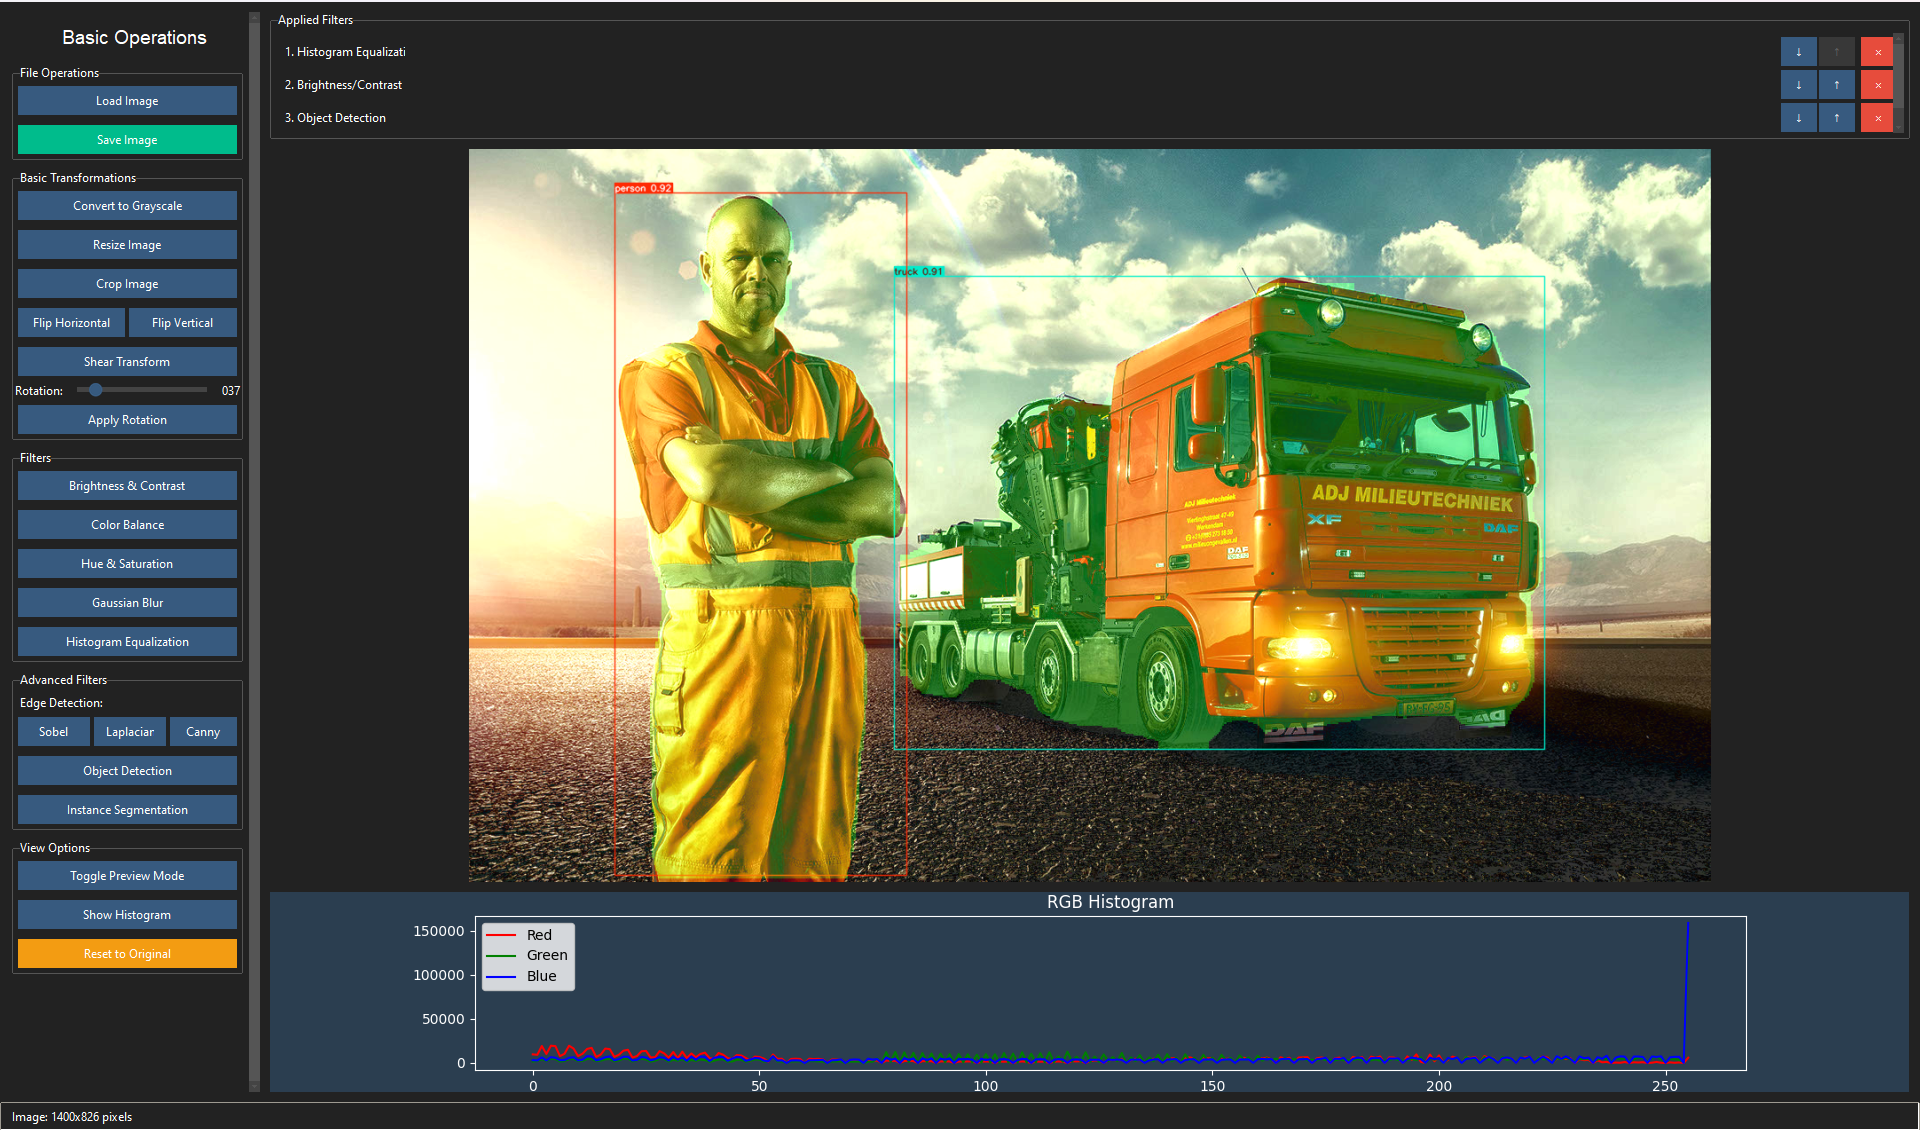 Basic Operations
File Operations
Load Image
Save Image
Basic Transformations
Convert to Grayscale
Resize Image
Crop Image
Flip Horizontal
Flip Vertical
Shear Transform
Rotation:
037
Apply Rotation
Filters
Brightness & Contrast
Color Balance
Hue & Saturation
Gaussian Blur
Histogram Equalization
Advanced Filters
Edge Detection:
Sobel
Laplaciar
Canny
Object Detection
Instance Segmentation
View Options
Toggle Preview Mode
Show Histogram
Reset to Original
Applied Filters
1. Histogram Equalizati
↓ ↑ ×
2. Brightness/Contrast
↓ ↑ ×
3. Object Detection
↓ ↑ ×
person 0.92
truck 0.91
ADJ MILIEUTECHNIEK
XF
DAF
ADJ Milieutechniek
Werkendam
DAF
DAF
DAF
RGB Histogram
Red
Green
Blue
150000
100000
50000
0
0 50 100 150 200 250
Image: 1400x826 pixels